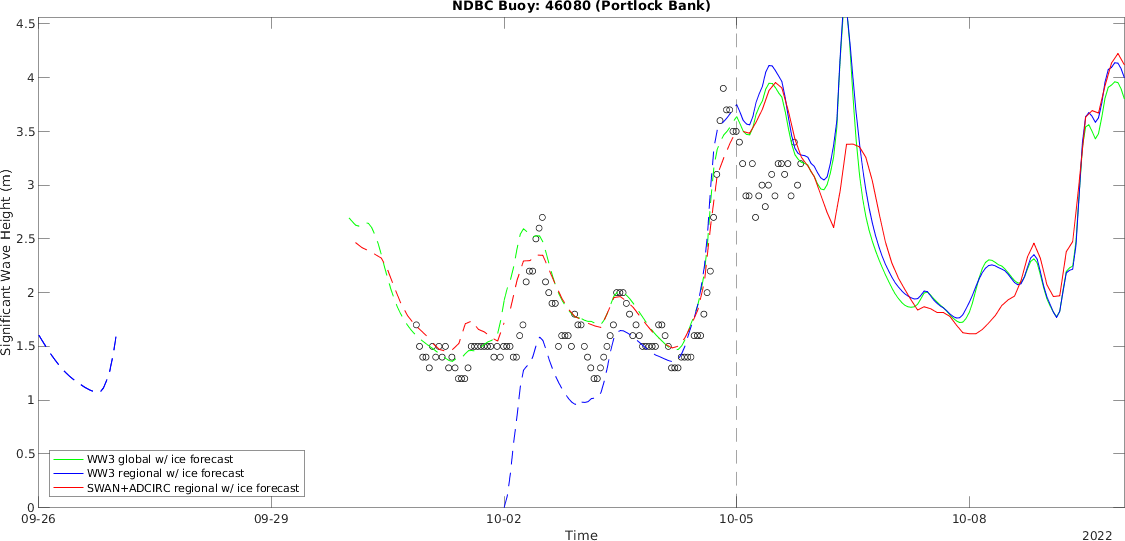 NDBC Buoy: 46080 (Portlock Bank)
Significant Wave Height (m)
4.5
4
3.5
3
2.5
2
1.5
1
0.5
0
WW3 global w/ ice forecast
WW3 regional w/ ice forecast
SWAN+ADCIRC regional w/ ice forecast
09-26
09-29
10-02
10-05
10-08
Time
2022